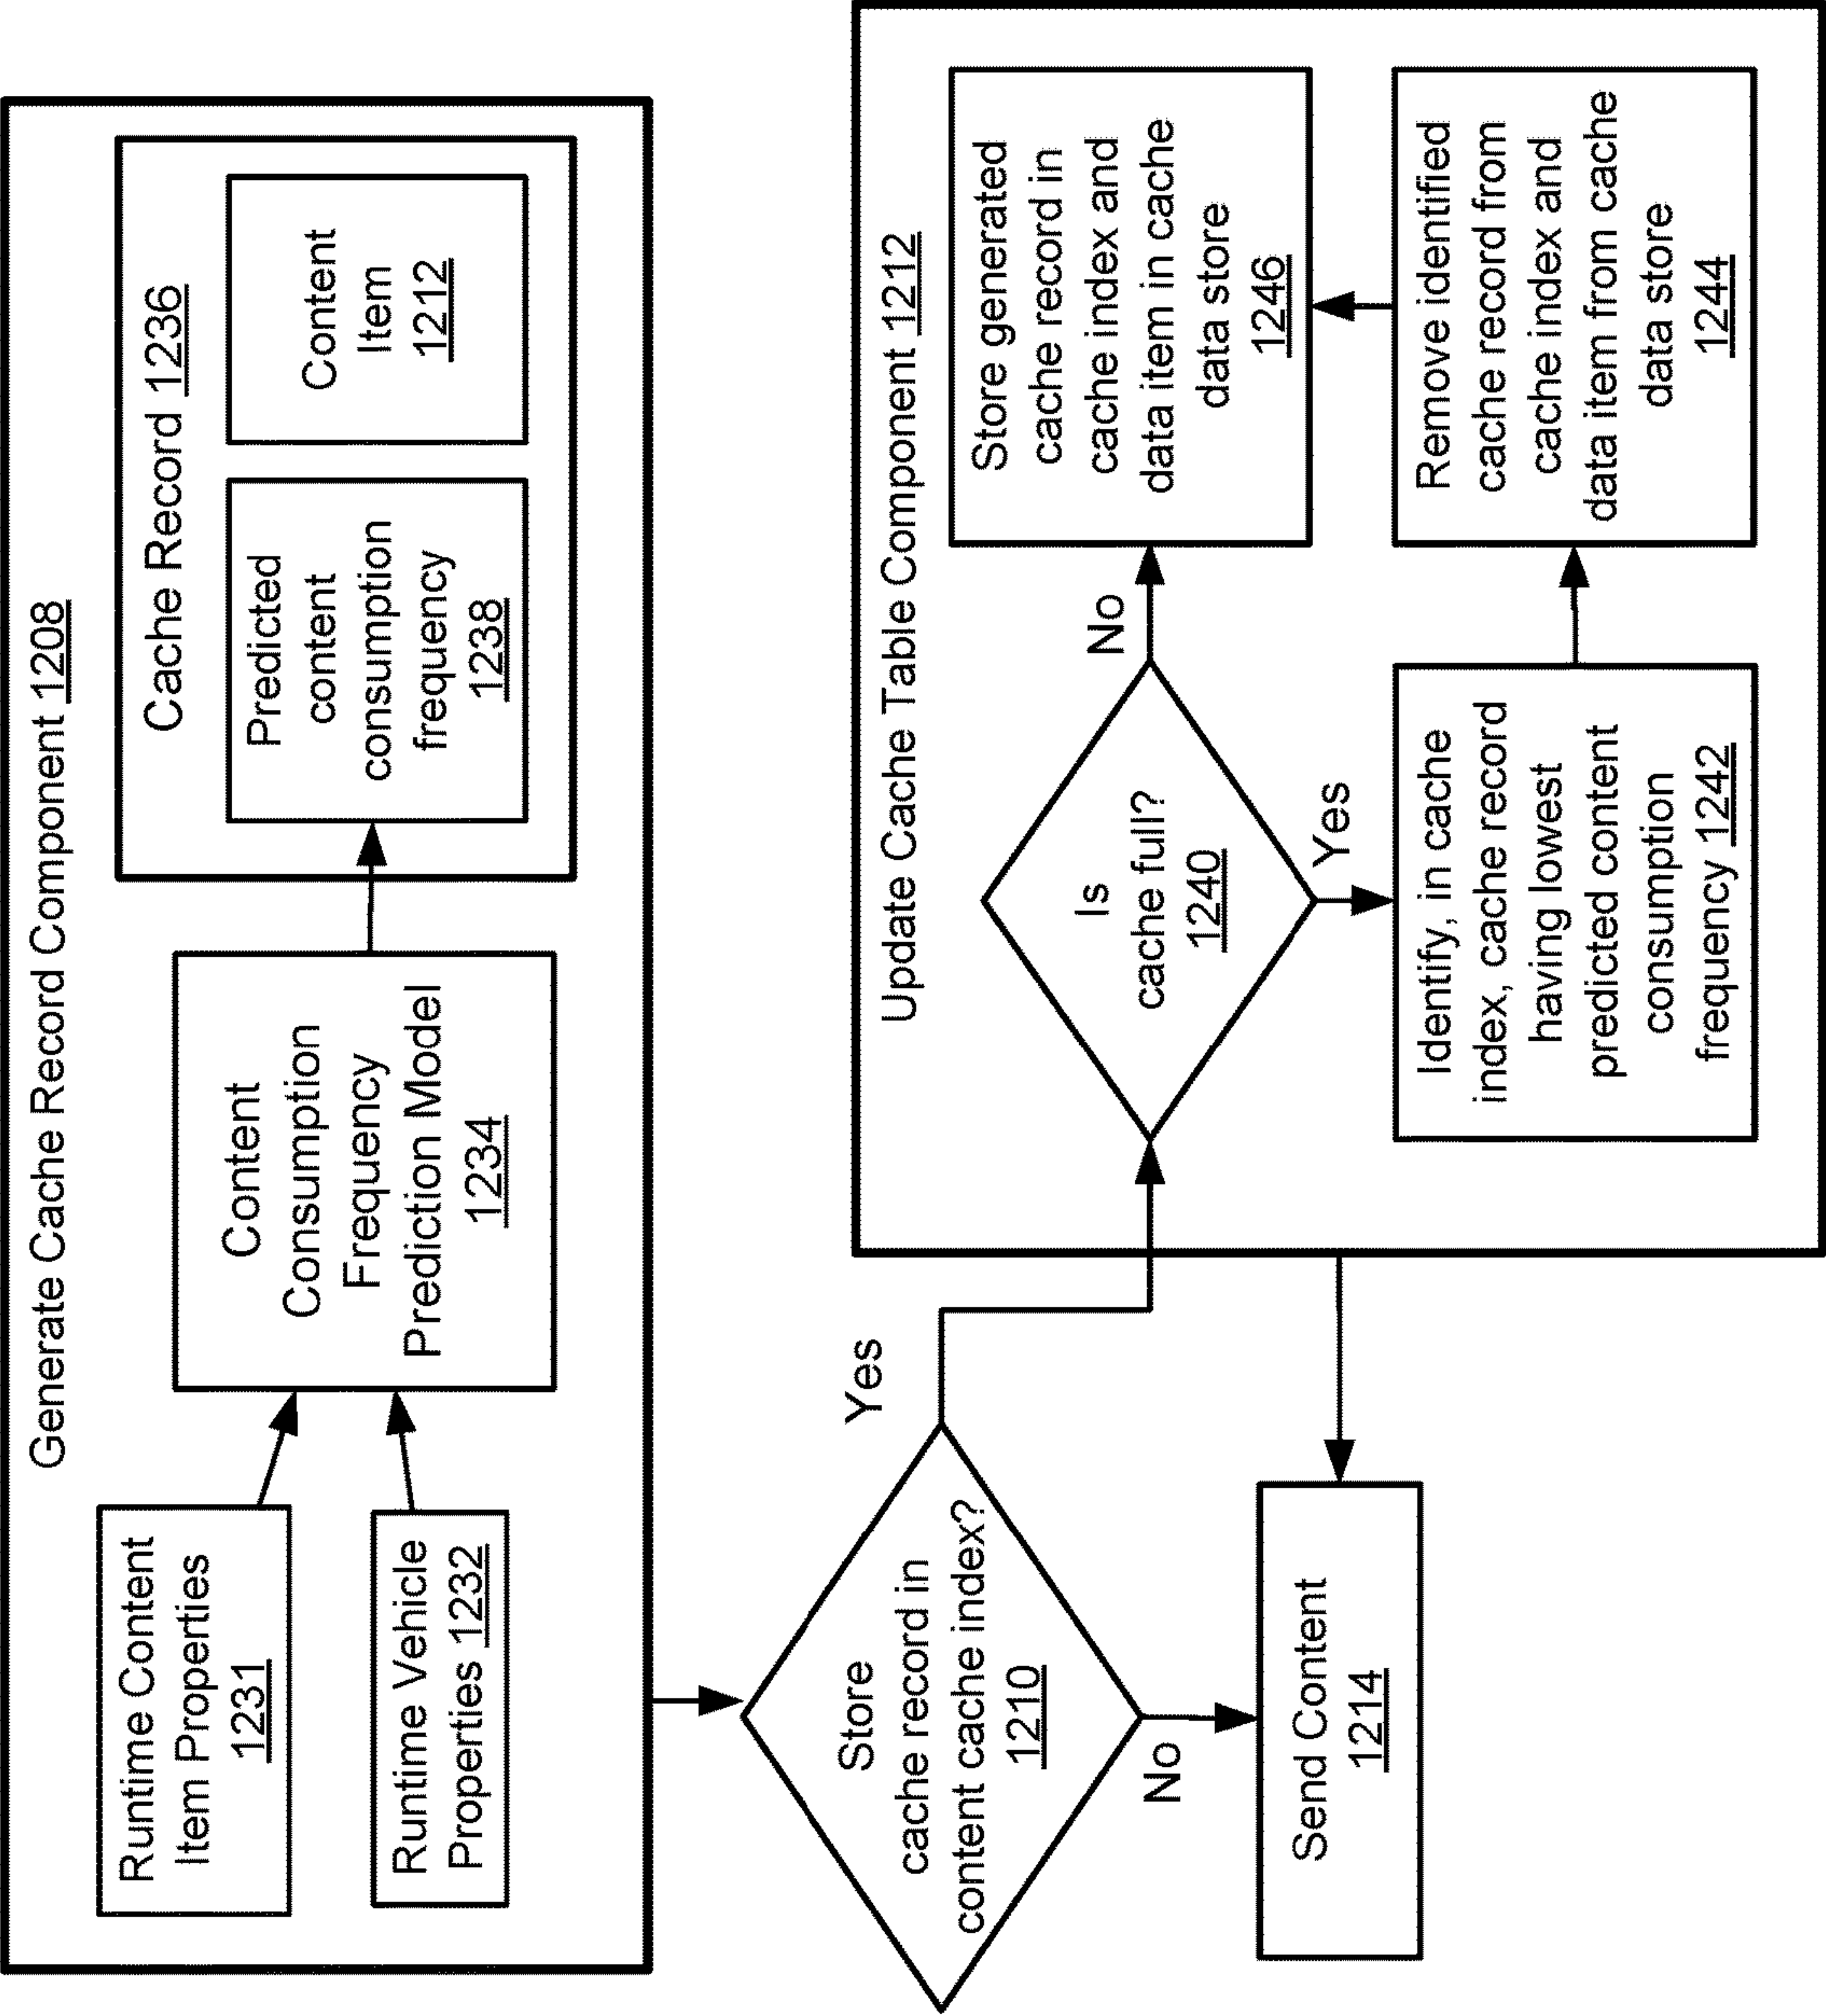 Generate Cache Record Component 1208
Runtime Content
Item Properties
1231
Runtime Vehicle
Properties 1232
Content
Consumption
Frequency
Prediction Model
1234
Cache Record 1236
Predicted
content
consumption
frequency
1238
Content
Item
1212
Store
cache record in
content cache index?
1210
Yes
No
Send Content
1214
Update Cache Table Component 1212
Is
cache full?
1240
No
Yes
Store generated
cache record in
cache index and
data item in cache
data store
1246
Identify, in cache
index, cache record
having lowest
predicted content
consumption
frequency 1242
Remove identified
cache record from
cache index and
data item from cache
data store
1244